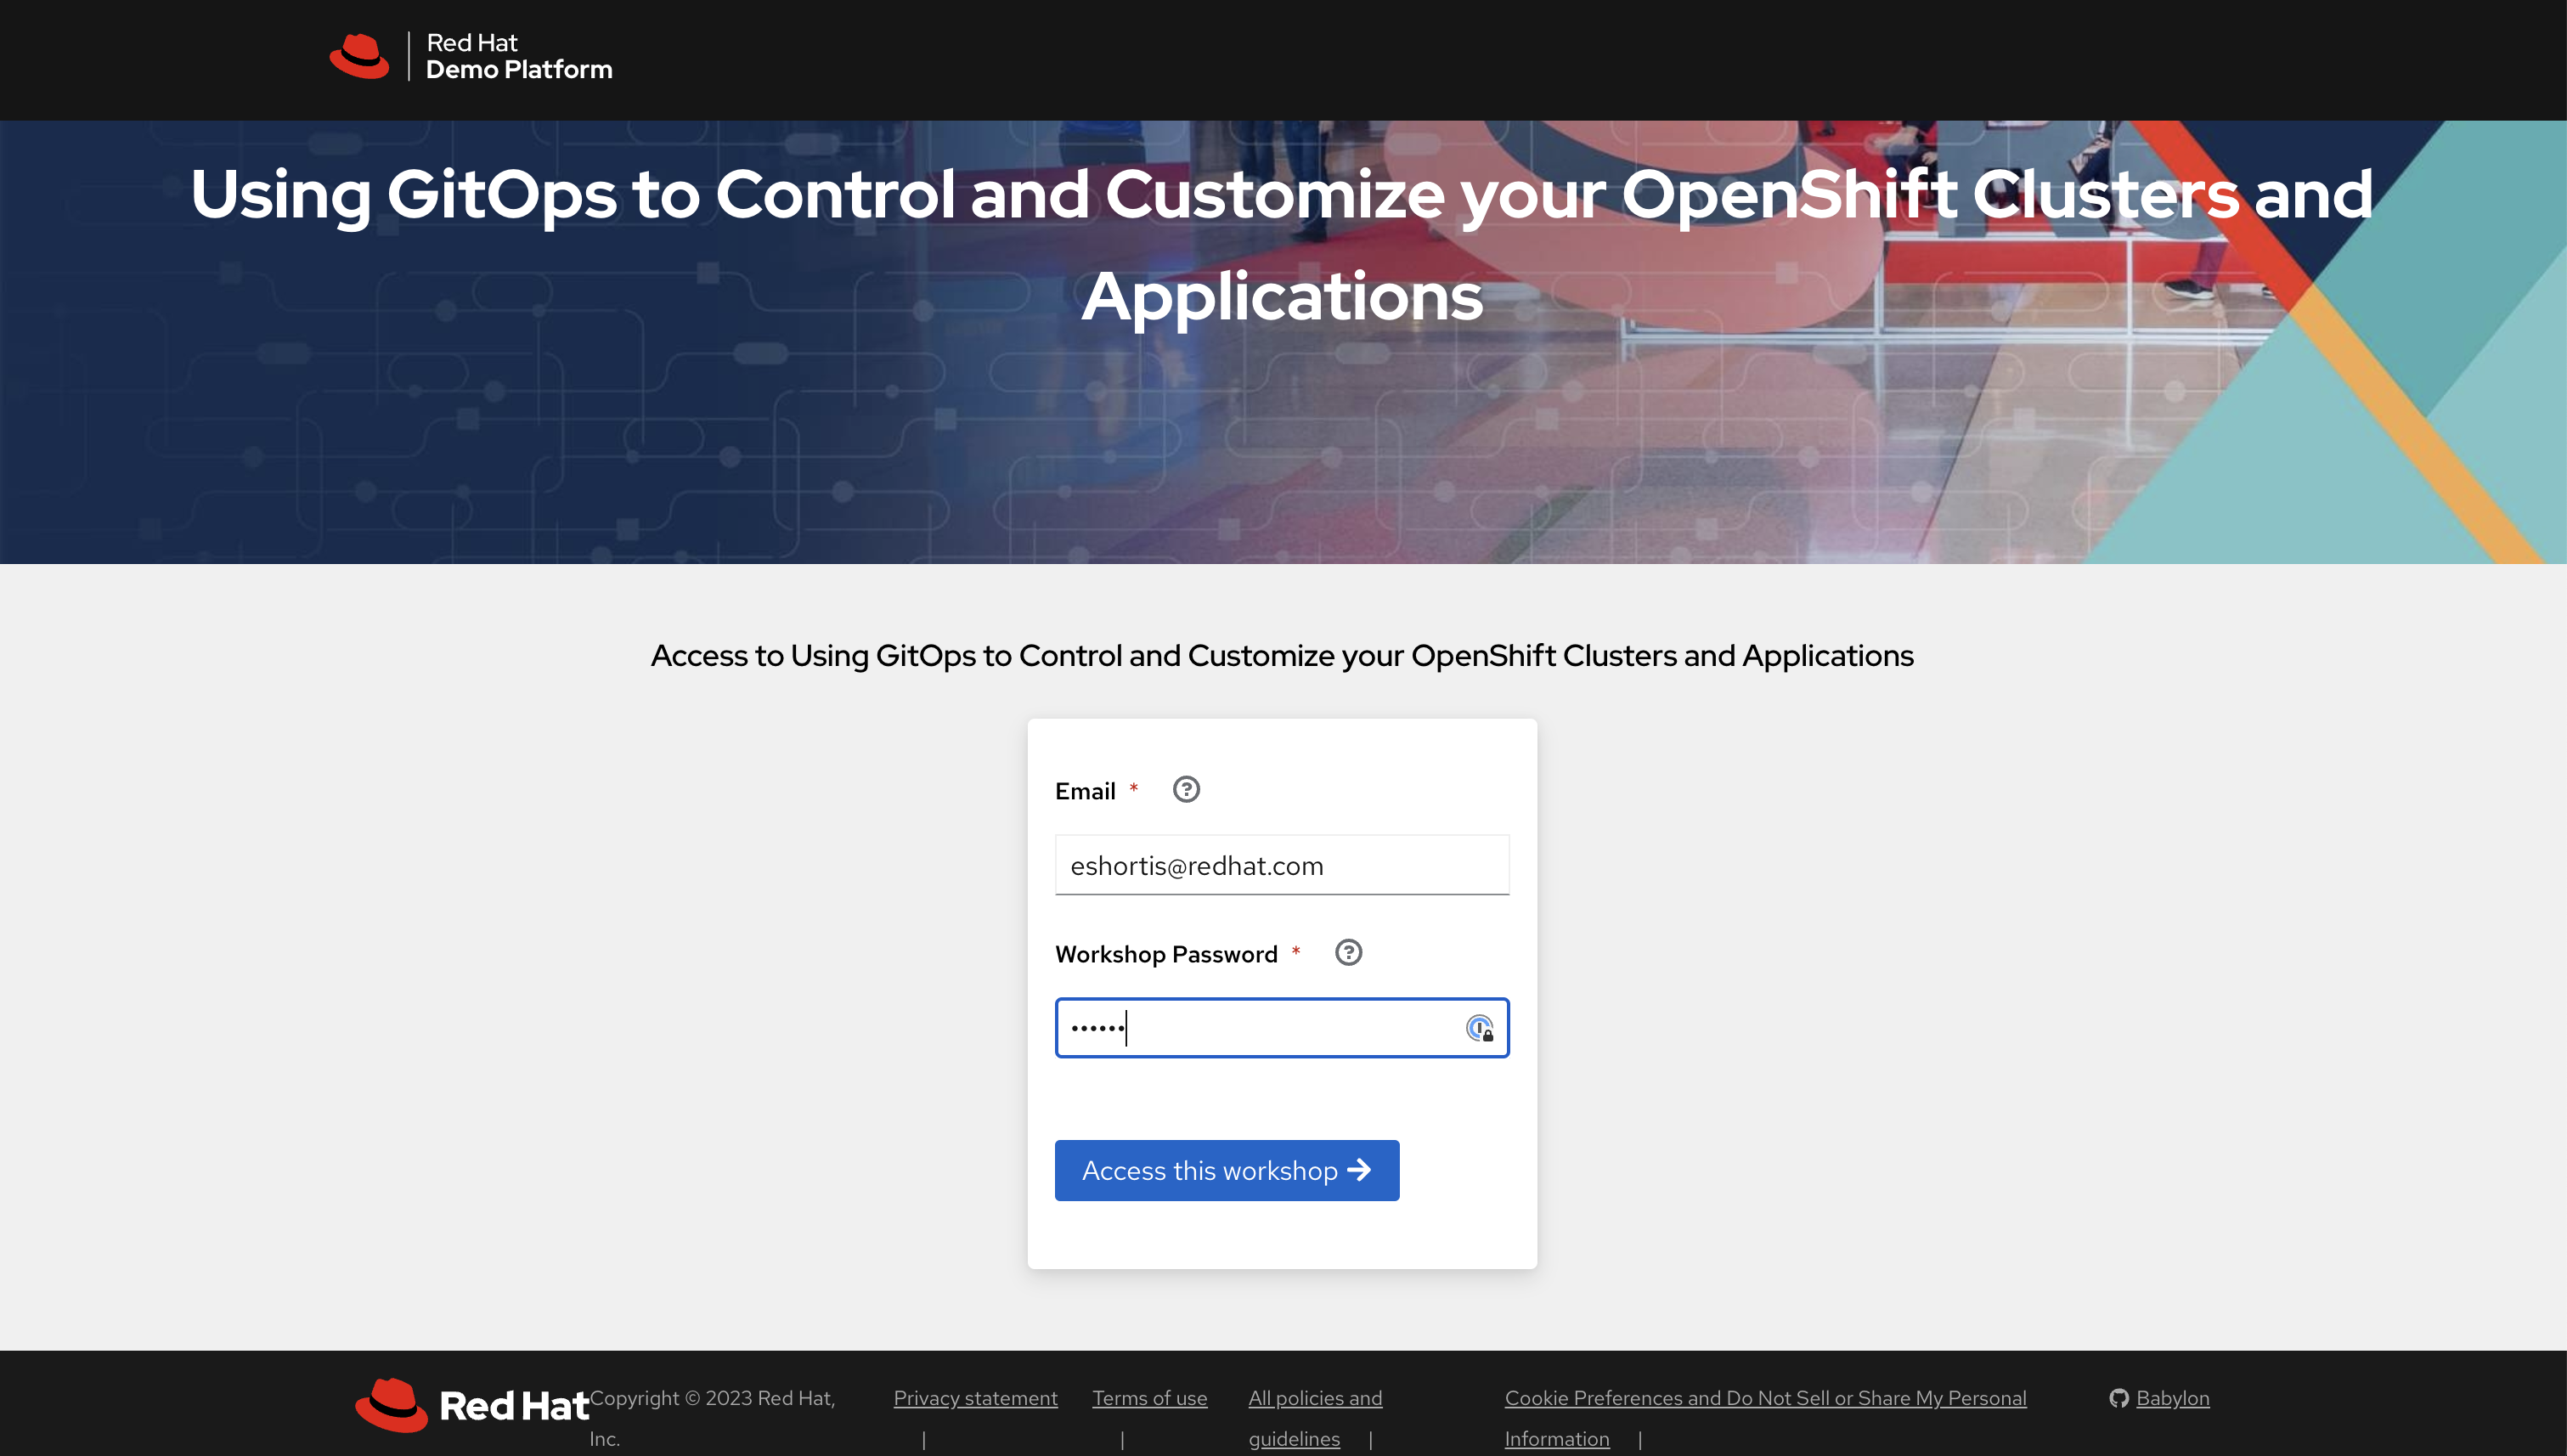 Red Hat
Demo Platform
Using GitOps to Control and Customize your OpenShift Clusters and
Applications
Access to Using GitOps to Control and Customize your OpenShift Clusters and Applications
Email *
eshortis@redhat.com
Workshop Password *
••••••
Access this workshop →
Red Hat
Copyright © 2023 Red Hat,
Inc.
Privacy statement
|
Terms of use
|
All policies and
guidelines |
Cookie Preferences and Do Not Sell or Share My Personal
Information |
Babylon